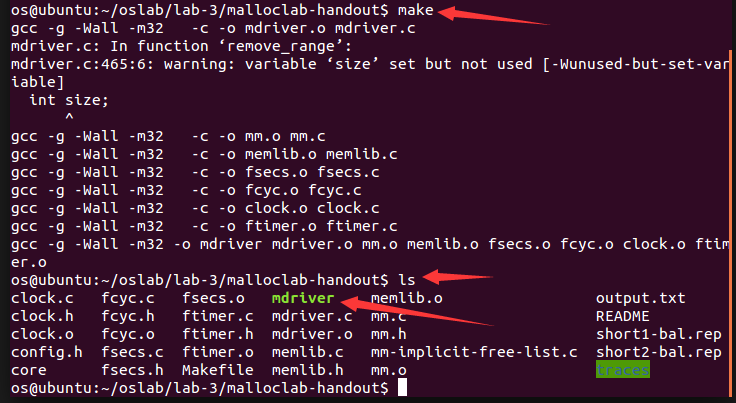 os@ubuntu:~/oslab/lab-3/malloclab-handout$ make
gcc -g -Wall -m32   -c -o mdriver.o mdriver.c
mdriver.c: In function ‘remove_range’:
mdriver.c:465:6: warning: variable ‘size’ set but not used [-Wunused-but-set-var
iable]
  int size;
      ^
gcc -g -Wall -m32   -c -o mm.o mm.c
gcc -g -Wall -m32   -c -o memlib.o memlib.c
gcc -g -Wall -m32   -c -o fsecs.o fsecs.c
gcc -g -Wall -m32   -c -o fcyc.o fcyc.c
gcc -g -Wall -m32   -c -o clock.o clock.c
gcc -g -Wall -m32   -c -o ftimer.o ftimer.c
gcc -g -Wall -m32 -o mdriver mdriver.o mm.o memlib.o fsecs.o fcyc.o clock.o ftim
er.o
os@ubuntu:~/oslab/lab-3/malloclab-handout$ ls
clock.c   fcyc.c   fsecs.o   mdriver    memlib.o                output.txt
clock.h   fcyc.h   ftimer.c  mdriver.c  mm.c                    README
clock.o   fcyc.o   ftimer.h  mdriver.o  mm.h                    short1-bal.rep
config.h  fsecs.c  ftimer.o  memlib.c   mm-implicit-free-list.c  short2-bal.rep
core      fsecs.h  Makefile  memlib.h   mm.o                    traces
os@ubuntu:~/oslab/lab-3/malloclab-handout$